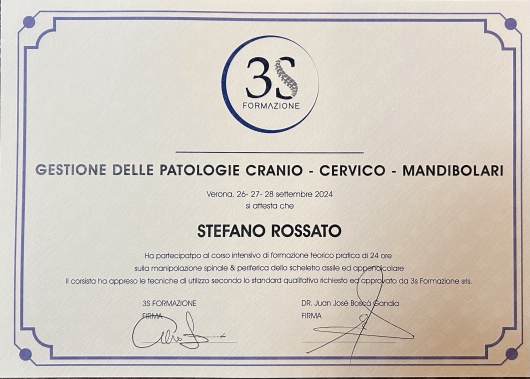 3S
FORMAZIONE
GESTIONE DELLE PATOLOGIE CRANIO - CERVICO - MANDIBOLARI
Verona, 26- 27- 28 settembre 2024
si attesta che
STEFANO ROSSATO
Ha partecipatpo al corso intensivo di formazione teorico pratica di 24 ore
sulla manipolazione spinale & periferica dello scheletro assile ed appendicolare
Il corsista ha appreso le tecniche di utilizzo secondo lo standard qualitativo richiesto ed approvato da 3s Formazione srls.
3S FORMAZIONE
DR. Juan José Boscà Gandia
FIRMA
FIRMA